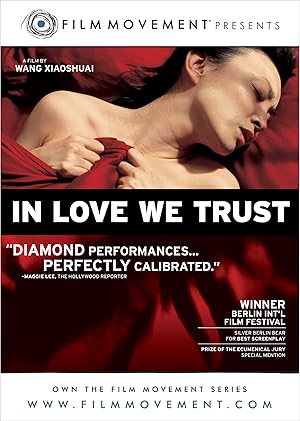 FILM MOVEMENT® PRESENTS
A FILM BY
WANG XIAOSHUAI
IN LOVE WE TRUST
“DIAMOND PERFORMANCES...
PERFECTLY CALIBRATED.”
-MAGGIE LEE, THE HOLLYWOOD REPORTER
WINNER
BERLIN INT'L
FILM FESTIVAL
SILVER BERLIN BEAR
FOR BEST SCREENPLAY
PRIZE OF THE ECUMENICAL JURY
SPECIAL MENTION
OWN THE FILM MOVEMENT SERIES
WWW.FILMMOVEMENT.COM